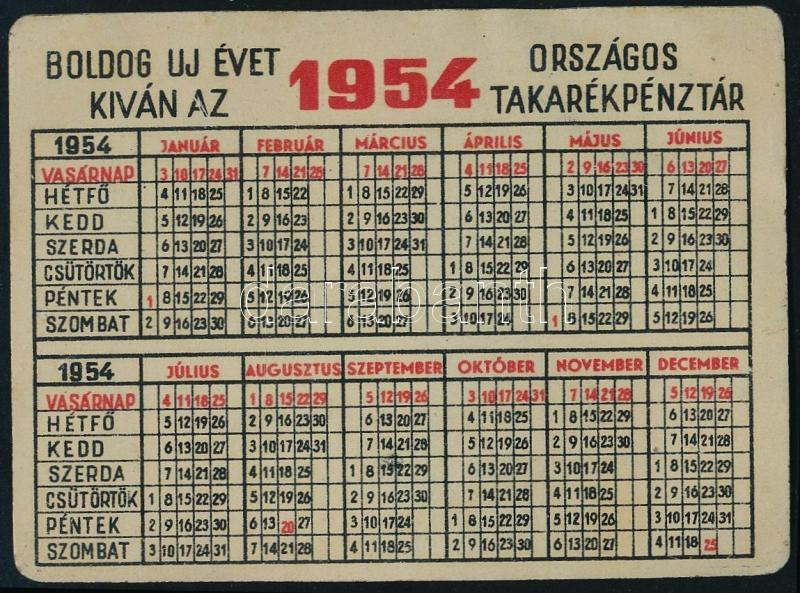 BOLDOG UJ ÉVET
KIVÁN AZ
1954
ORSZÁGOS
TAKARÉKPÉNZTÁR
1954 JANUÁR FEBRUÁR MÁRCIUS ÁPRILIS MÁJUS JÚNIUS
VASÁRNAP 3 10 17 24 31 7 14 21 28 7 14 21 28 4 11 18 25 2 9 16 23 30 6 13 20 27
HÉTFŐ 4 11 18 25 1 8 15 22 1 8 15 22 29 5 12 19 26 3 10 17 24 31 7 14 21 28
KEDD 5 12 19 26 2 9 16 23 2 9 16 23 30 6 13 20 27 4 11 18 25 1 8 15 22 29
SZERDA 6 13 20 27 3 10 17 24 3 10 17 24 31 7 14 21 28 5 12 19 26 2 9 16 23 30
CSÜTÖRTÖK 7 14 21 28 4 11 18 25 4 11 18 25 1 8 15 22 29 6 13 20 27 3 10 17 24
PÉNTEK 1 8 15 22 29 5 12 19 26 5 12 19 26 2 9 16 23 30 7 14 21 28 4 11 18 25
SZOMBAT 2 9 16 23 30 6 13 20 27 6 13 20 27 3 10 17 24 1 8 15 22 29 5 12 19 26
darabanth
1954 JÚLIUS AUGUSZTUS SZEPTEMBER OKTÓBER NOVEMBER DECEMBER
VASÁRNAP 4 11 18 25 1 8 15 22 29 5 12 19 26 3 10 17 24 31 7 14 21 28 5 12 19 26
HÉTFŐ 5 12 19 26 2 9 16 23 30 6 13 20 27 4 11 18 25 1 8 15 22 29 6 13 20 27
KEDD 6 13 20 27 3 10 17 24 31 7 14 21 28 5 12 19 26 2 9 16 23 30 7 14 21 28
SZERDA 7 14 21 28 4 11 18 25 1 8 15 22 29 6 13 20 27 3 10 17 24 1 8 15 22 29
CSÜTÖRTÖK 1 8 15 22 29 5 12 19 26 2 9 16 23 30 7 14 21 28 4 11 18 25 2 9 16 23 30
PÉNTEK 2 9 16 23 30 6 13 20 27 3 10 17 24 1 8 15 22 29 5 12 19 26 3 10 17 24 31
SZOMBAT 3 10 17 24 31 7 14 21 28 4 11 18 25 2 9 16 23 30 6 13 20 27 4 11 18 25